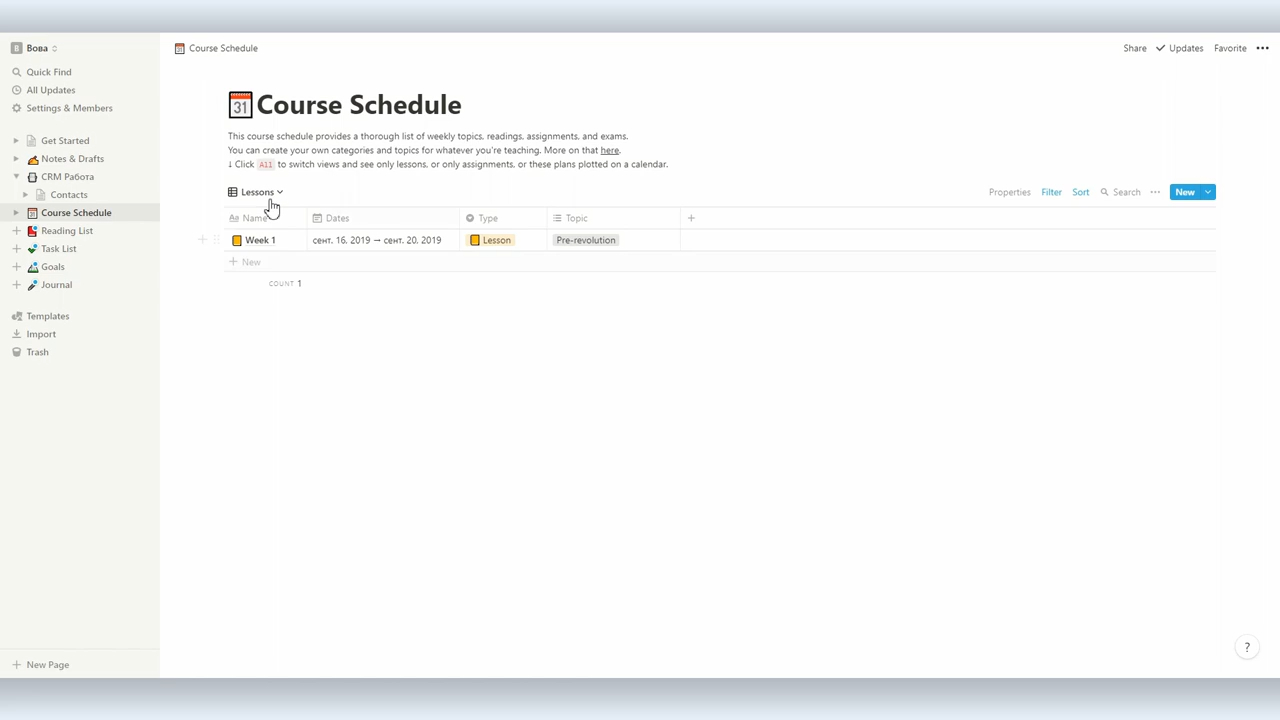 B Вова
Course Schedule
Share Updates Favorite •••
Quick Find
All Updates
Settings & Members
Get Started
Notes & Drafts
CRM Работа
Contacts
Course Schedule
Reading List
Task List
Goals
Journal
Templates
Import
Trash
New Page
31 Course Schedule
This course schedule provides a thorough list of weekly topics, readings, assignments, and exams.
You can create your own categories and topics for whatever you're teaching. More on that here.
↓ Click All to switch views and see only lessons, or only assignments, or these plans plotted on a calendar.
Lessons Properties Filter Sort Search ••• New
Aa Name Dates Type Topic +
Week 1 сент. 16, 2019 → сент. 20, 2019 Lesson Pre-revolution
+ New
COUNT 1
?